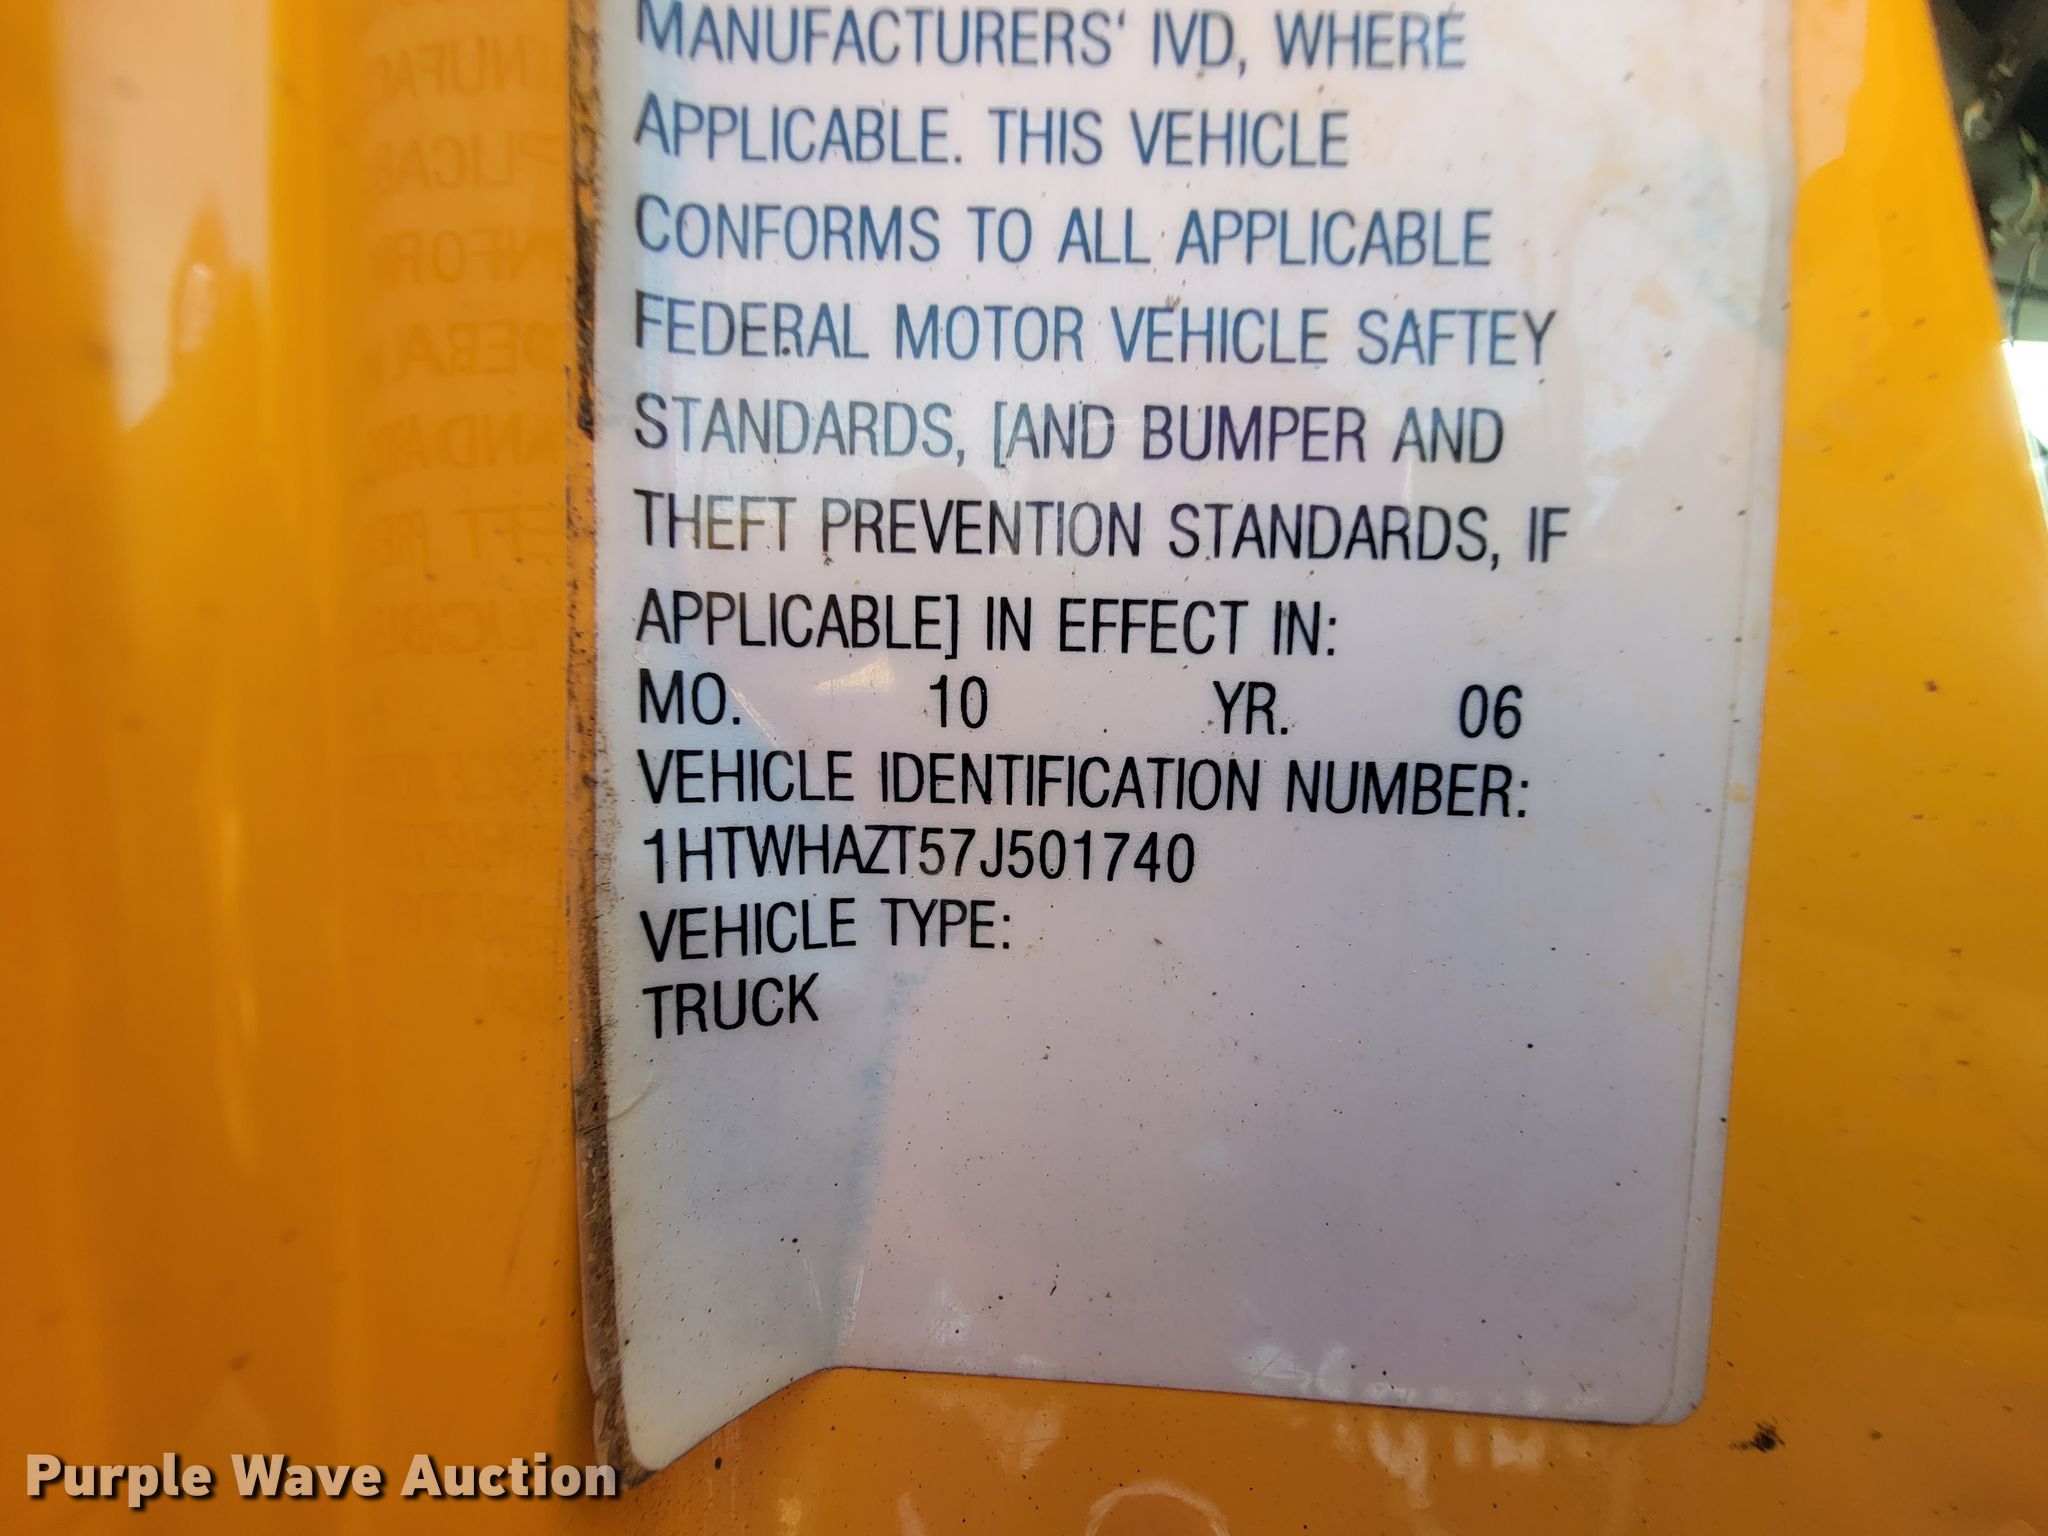 MANUFACTURERS' IVD, WHERE
APPLICABLE. THIS VEHICLE
CONFORMS TO ALL APPLICABLE
FEDERAL MOTOR VEHICLE SAFTEY
STANDARDS, [AND BUMPER AND
THEFT PREVENTION STANDARDS, IF
APPLICABLE] IN EFFECT IN:
MO. 10 YR. 06
VEHICLE IDENTIFICATION NUMBER:
1HTWHAZT57J501740
VEHICLE TYPE:
TRUCK
Purple Wave Auction